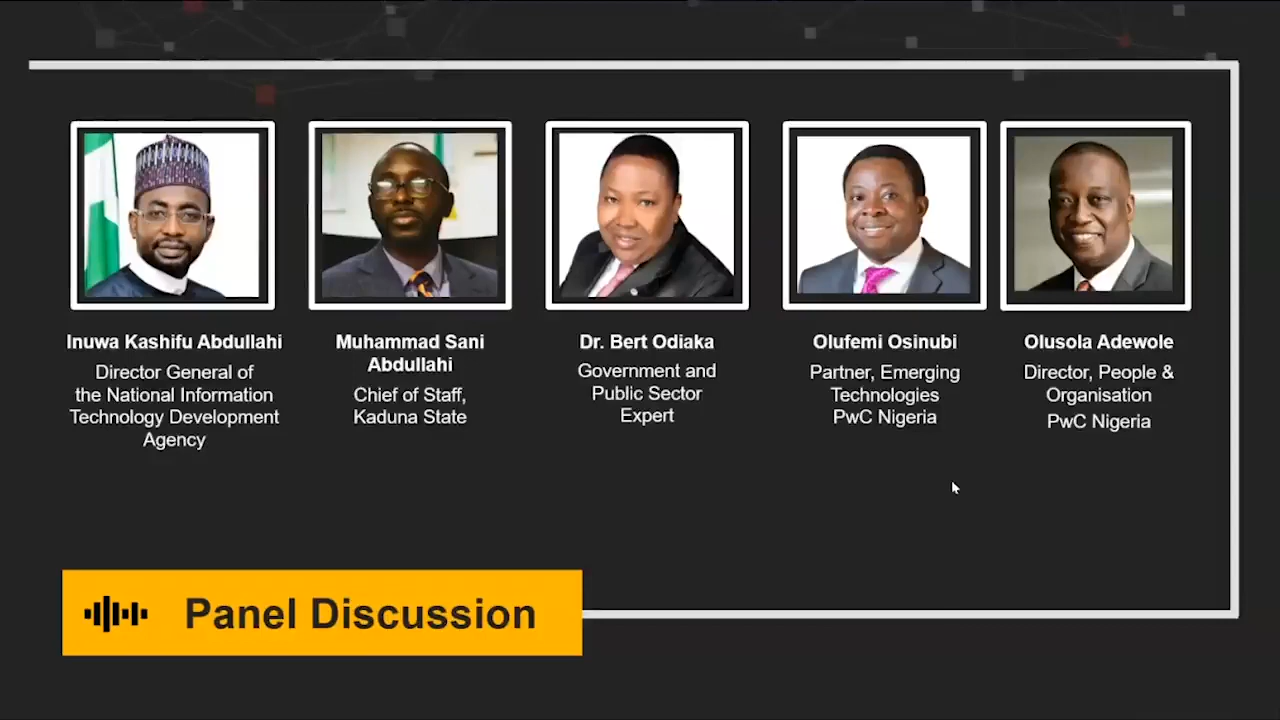 Inuwa Kashifu Abdullahi
Director General of
the National Information
Technology Development
Agency
Muhammad Sani
Abdullahi
Chief of Staff,
Kaduna State
Dr. Bert Odiaka
Government and
Public Sector
Expert
Olufemi Osinubi
Partner, Emerging
Technologies
PwC Nigeria
Olusola Adewole
Director, People &
Organisation
PwC Nigeria
Panel Discussion